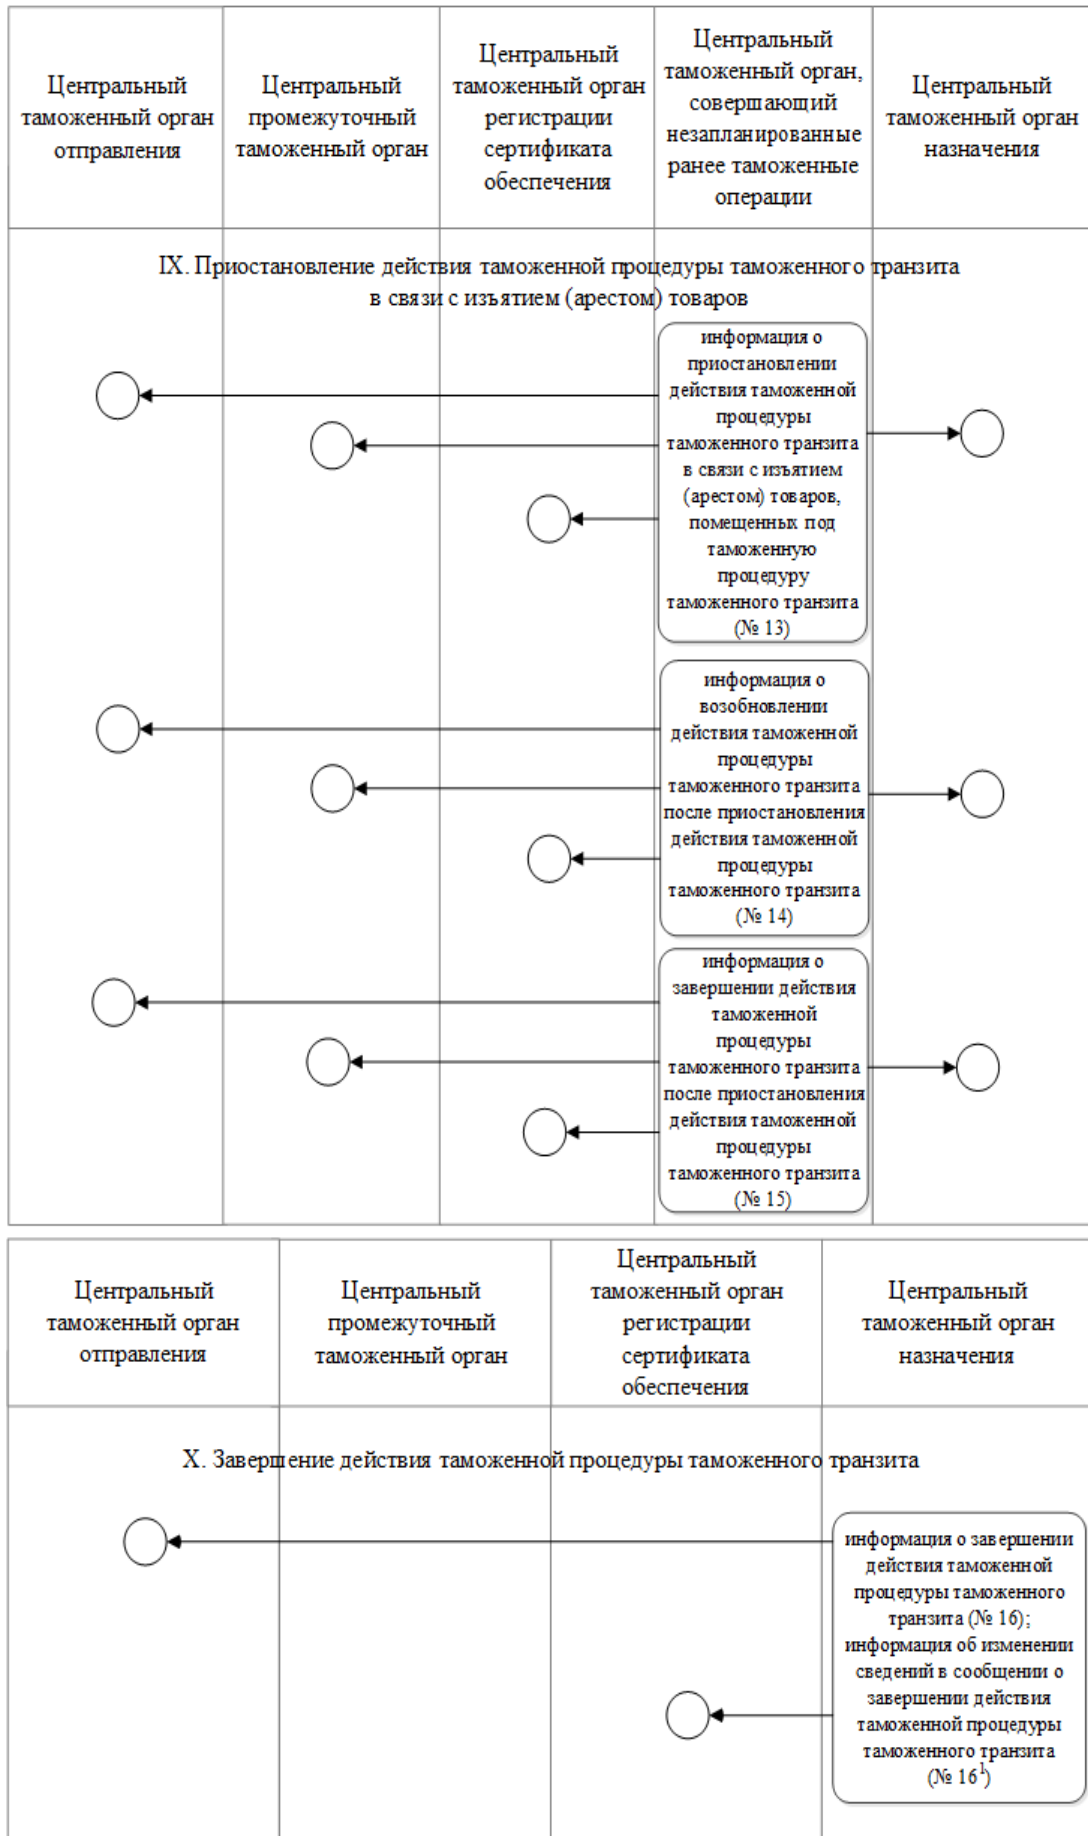 Центральный
таможенный орган
отправления
Центральный
промежуточный
таможенный орган
Центральный
таможенный орган
регистрации
сертификата
обеспечения
Центральный
таможенный орган,
совершающий
незапланированные
ранее таможенные
операции
Центральный
таможенный орган
назначения
IX. Приостановление действия таможенной процедуры таможенного транзита
в связи с изъятием (арестом) товаров
информация о
приостановлении
действия таможенной
процедуры
таможенного транзита
в связи с изъятием
(арестом) товаров,
помещенных под
таможенную
процедуру
таможенного транзита
(№ 13)
информация о
возобновлении
действия таможенной
процедуры
таможенного транзита
после приостановления
действия таможенной
процедуры
таможенного транзита
(№ 14)
информация о
завершении действия
таможенной
процедуры
таможенного транзита
после приостановления
действия таможенной
процедуры
таможенного транзита
(№ 15)
Центральный
таможенный орган
отправления
Центральный
промежуточный
таможенный орган
Центральный
таможенный орган
регистрации
сертификата
обеспечения
Центральный
таможенный орган
назначения
X. Завершение действия таможенной процедуры таможенного транзита
информация о завершении
действия таможенной
процедуры таможенного
транзита (№ 16);
информация об изменении
сведений в сообщении о
завершении действия
таможенной процедуры
таможенного транзита
(№ 16¹)